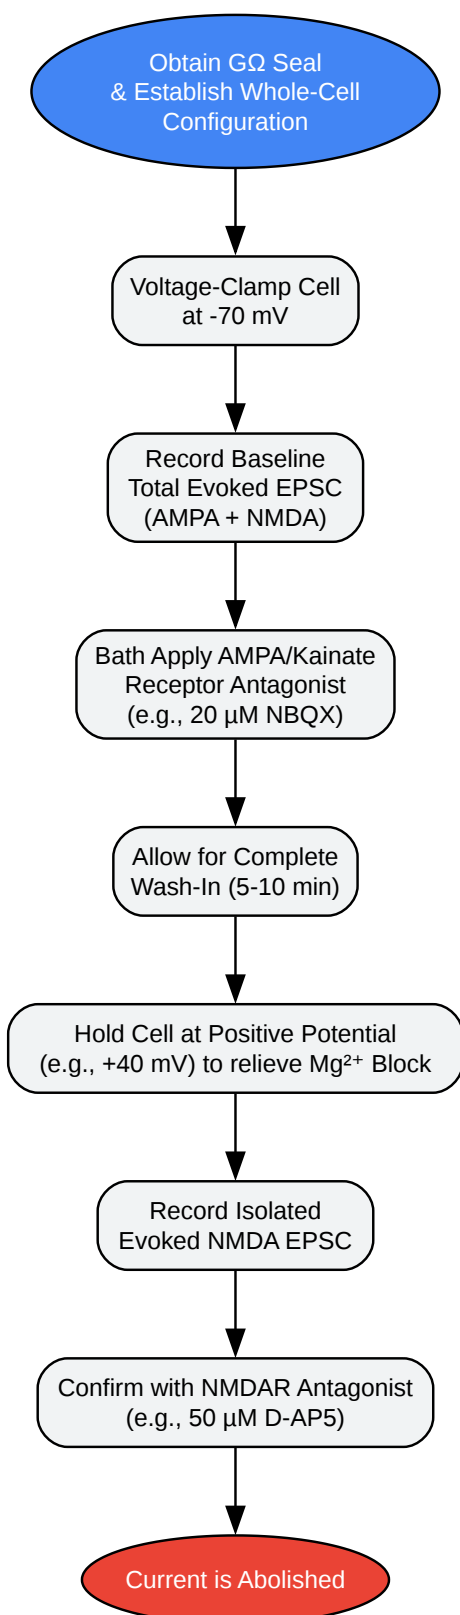 Obtain GΩ Seal
& Establish Whole-Cell
Configuration
Voltage-Clamp Cell
at -70 mV
Record Baseline
Total Evoked EPSC
(AMPA + NMDA)
Bath Apply AMPA/Kainate
Receptor Antagonist
(e.g., 20 µM NBQX)
Allow for Complete
Wash-In (5-10 min)
Hold Cell at Positive Potential
(e.g., +40 mV) to relieve Mg²⁺ Block
Record Isolated
Evoked NMDA EPSC
Confirm with NMDAR Antagonist
(e.g., 50 µM D-AP5)
Current is Abolished